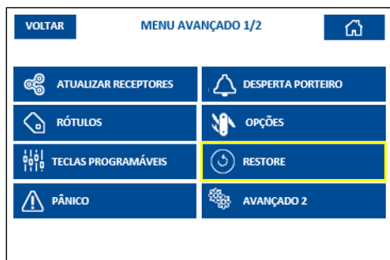 VOLTAR
MENU AVANÇADO 1/2
ATUALIZAR RECEPTORES
DESPERTA PORTEIRO
RÓTULOS
OPÇÕES
TECLAS PROGRAMÁVEIS
RESTORE
PÂNICO
AVANÇADO 2